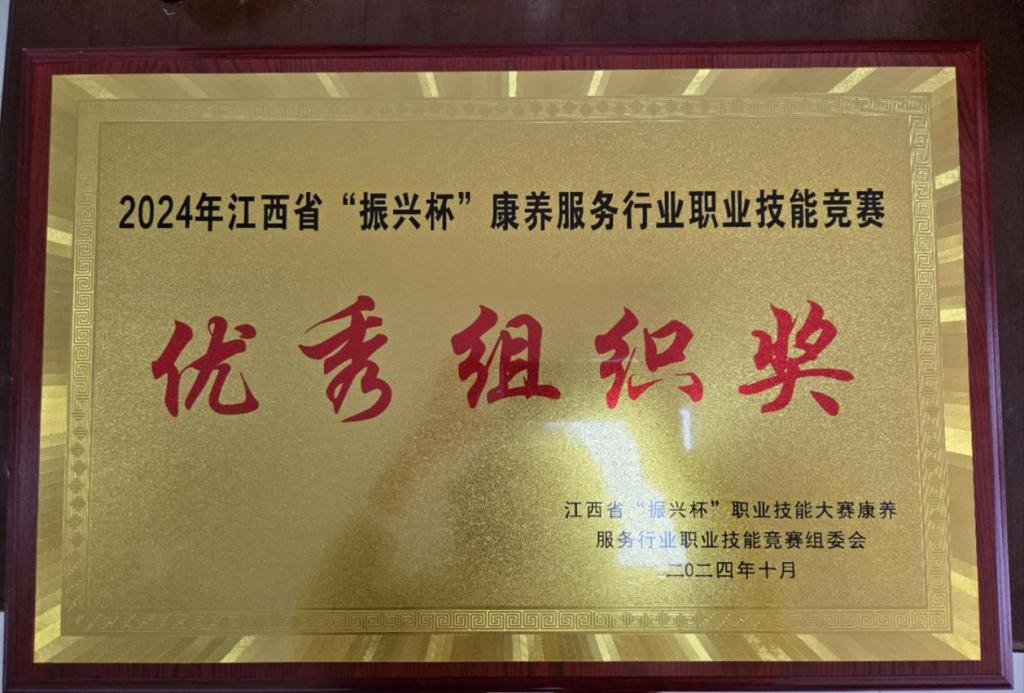 2024年江西省“振兴杯”康养服务行业职业技能竞赛
优秀组织奖
江西省“振兴杯”职业技能大赛康养
服务行业职业技能竞赛组委会
二0二四年十月